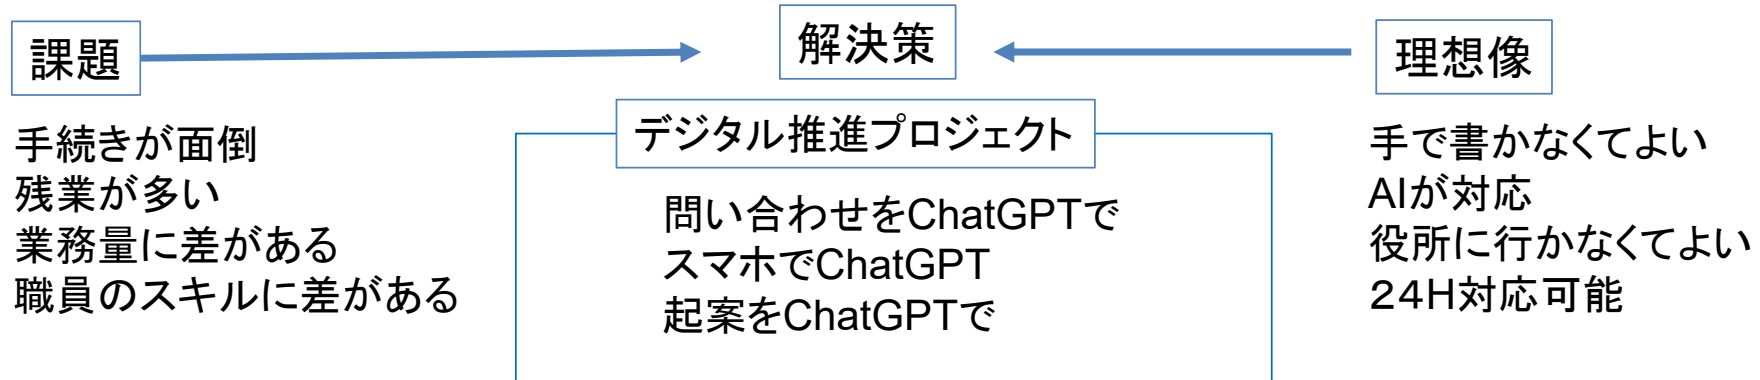 課題
解決策
理想像
デジタル推進プロジェクト
手続きが面倒
残業が多い
業務量に差がある
職員のスキルに差がある
問い合わせをChatGPTで
スマホでChatGPT
起案をChatGPTで
手で書かなくてよい
AIが対応
役所に行かなくてよい
２４H対応可能